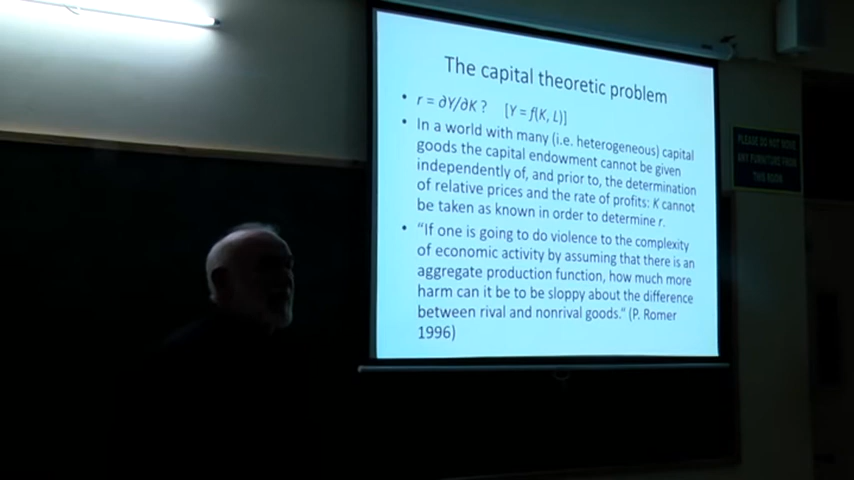 The capital theoretic problem
• r = ∂Y/∂K ? [Y = f(K, L)]
• In a world with many (i.e. heterogeneous) capital
goods the capital endowment cannot be given
independently of, and prior to, the determination
of relative prices and the rate of profits: K cannot
be taken as known in order to determine r.
• "If one is going to do violence to the complexity
of economic activity by assuming that there is an
aggregate production function, how much more
harm can it be to be sloppy about the difference
between rival and nonrival goods." (P. Romer
1996)
PLEASE DO NOT MOVE
ANY FURNITURE FROM
THIS ROOM